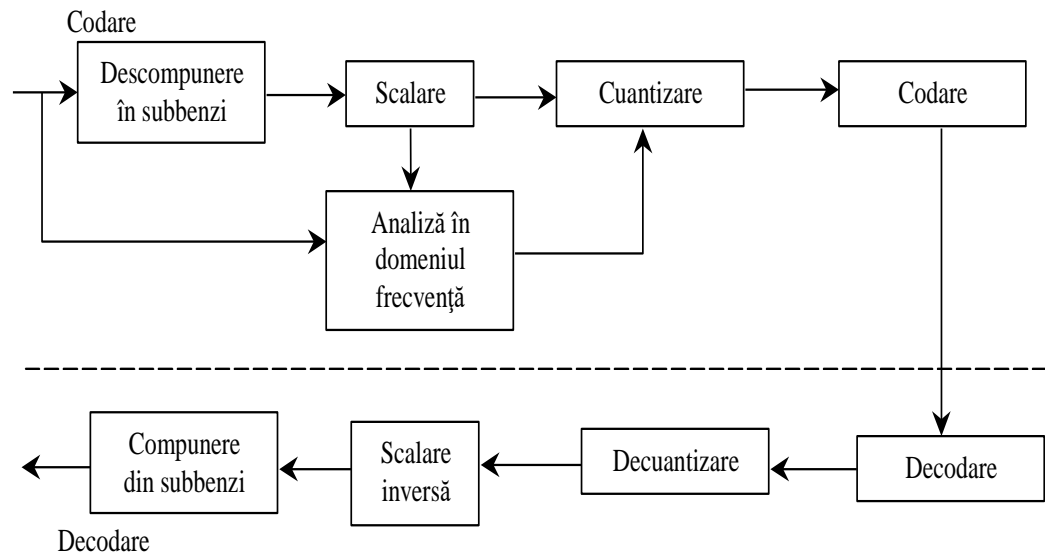 Codare
Descompunere
în subbenzi
Scalare
Cuantizare
Codare
Analiză în
domeniul
frecvenţă
Compunere
din subbenzi
Scalare
inversă
Decuantizare
Decodare
Decodare